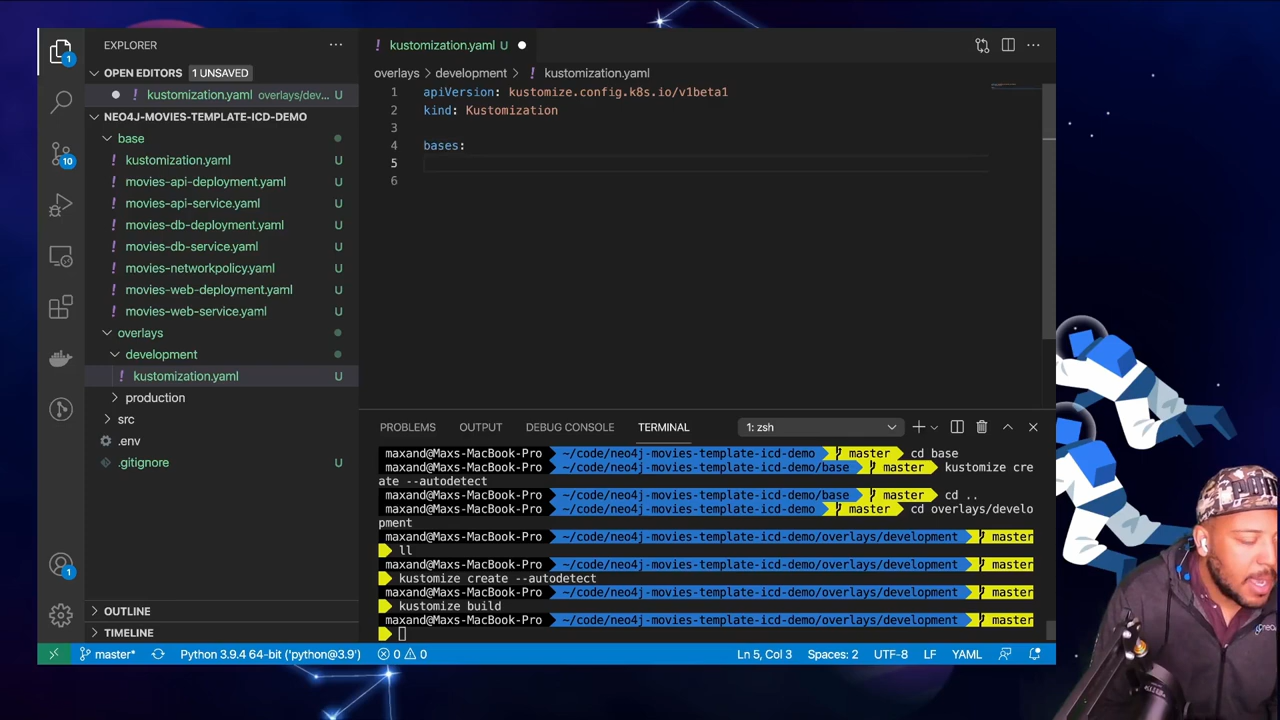 EXPLORER
OPEN EDITORS 1 UNSAVED
kustomization.yaml overlays/dev...
NEO4J-MOVIES-TEMPLATE-ICD-DEMO
base
kustomization.yaml U
movies-api-deployment.yaml U
movies-api-service.yaml U
movies-db-deployment.yaml U
movies-db-service.yaml U
movies-networkpolicy.yaml U
movies-web-deployment.yaml U
movies-web-service.yaml U
overlays
development
kustomization.yaml U
production
src
.env
.gitignore U
OUTLINE
TIMELINE
1
10
1
kustomization.yaml U
overlays > development > kustomization.yaml
1 apiVersion: kustomize.config.k8s.io/v1beta1
2 kind: Kustomization
3
4 bases:
5
6
PROBLEMS OUTPUT DEBUG CONSOLE TERMINAL 1: zsh
maxand@Maxs-MacBook-Pro ~/code/neo4j-movies-template-icd-demo master cd base
maxand@Maxs-MacBook-Pro ~/code/neo4j-movies-template-icd-demo/base master kustomize cre
ate --autodetect
maxand@Maxs-MacBook-Pro ~/code/neo4j-movies-template-icd-demo/base master cd ..
maxand@Maxs-MacBook-Pro ~/code/neo4j-movies-template-icd-demo master cd overlays/develo
pment
maxand@Maxs-MacBook-Pro ~/code/neo4j-movies-template-icd-demo/overlays/development master
ll
maxand@Maxs-MacBook-Pro ~/code/neo4j-movies-template-icd-demo/overlays/development master
kustomize create --autodetect
maxand@Maxs-MacBook-Pro ~/code/neo4j-movies-template-icd-demo/overlays/development master
kustomize build
maxand@Maxs-MacBook-Pro ~/code/neo4j-movies-template-icd-demo/overlays/development master
master* Python 3.9.4 64-bit ('python@3.9') 0 0 Ln 5, Col 3 Spaces: 2 UTF-8 LF YAML